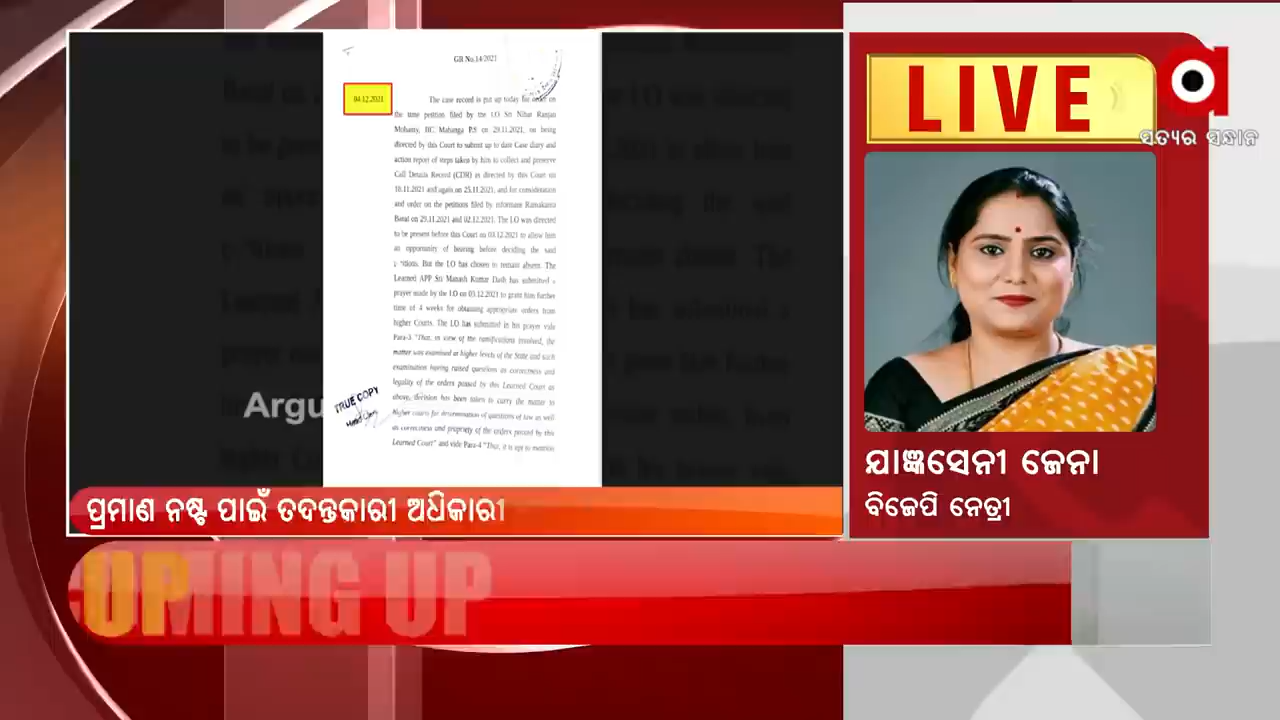 GR No.14/2021
04.12.2021
The case record is put up today for order on
the time petition filed by the I.O Sri Nihar Ranjan
Mohanty, IIC, Mahanga P.S on 29.11.2021, on being
directed by this Court to submit up to date Case diary and
action report of steps taken by him to collect and preserve
Call Details Record (CDR) as directed by this Court on
10.11.2021 and again on 25.11.2021, and for consideration
and order on the petitions filed by informant Ramakanta
Baral on 29.11.2021 and 02.12.2021. The I.O was directed
to be present before this Court on 03.12.2021 to allow him
an opportunity of hearing before deciding the said
petitions. But the I.O has chosen to remain absent. The
Learned APP Sri Manash Kumar Dash has submitted a
prayer made by the I.O on 03.12.2021 to grant him further
time of 4 weeks for obtaining appropriate orders from
higher Courts. The I.O has submitted in his prayer vide
Para-3 "That, in view of the ramifications involved, the
matter was examined at higher levels of the State and such
examination having raised questions as correctness and
legality of the orders passed by this Learned Court as
above, decision has been taken to carry the matter to
higher courts for determination of questions of law as well
as correctness and propriety of the orders passed by this
Learned Court" and vide Para-4 "That, it is apt to mention
TRUE COPY
Argu
ପ୍ରମାଣ ନଷ୍ଟ ପାଇଁ ତଦନ୍ତକାରୀ ଅଧିକାରୀ
LIVE
ସତ୍ୟର ସନ୍ଧାନ
ଯାଜ୍ଞସେନୀ ଜେନା
ବିଜେପି ନେତ୍ରୀ
UP
MING UP